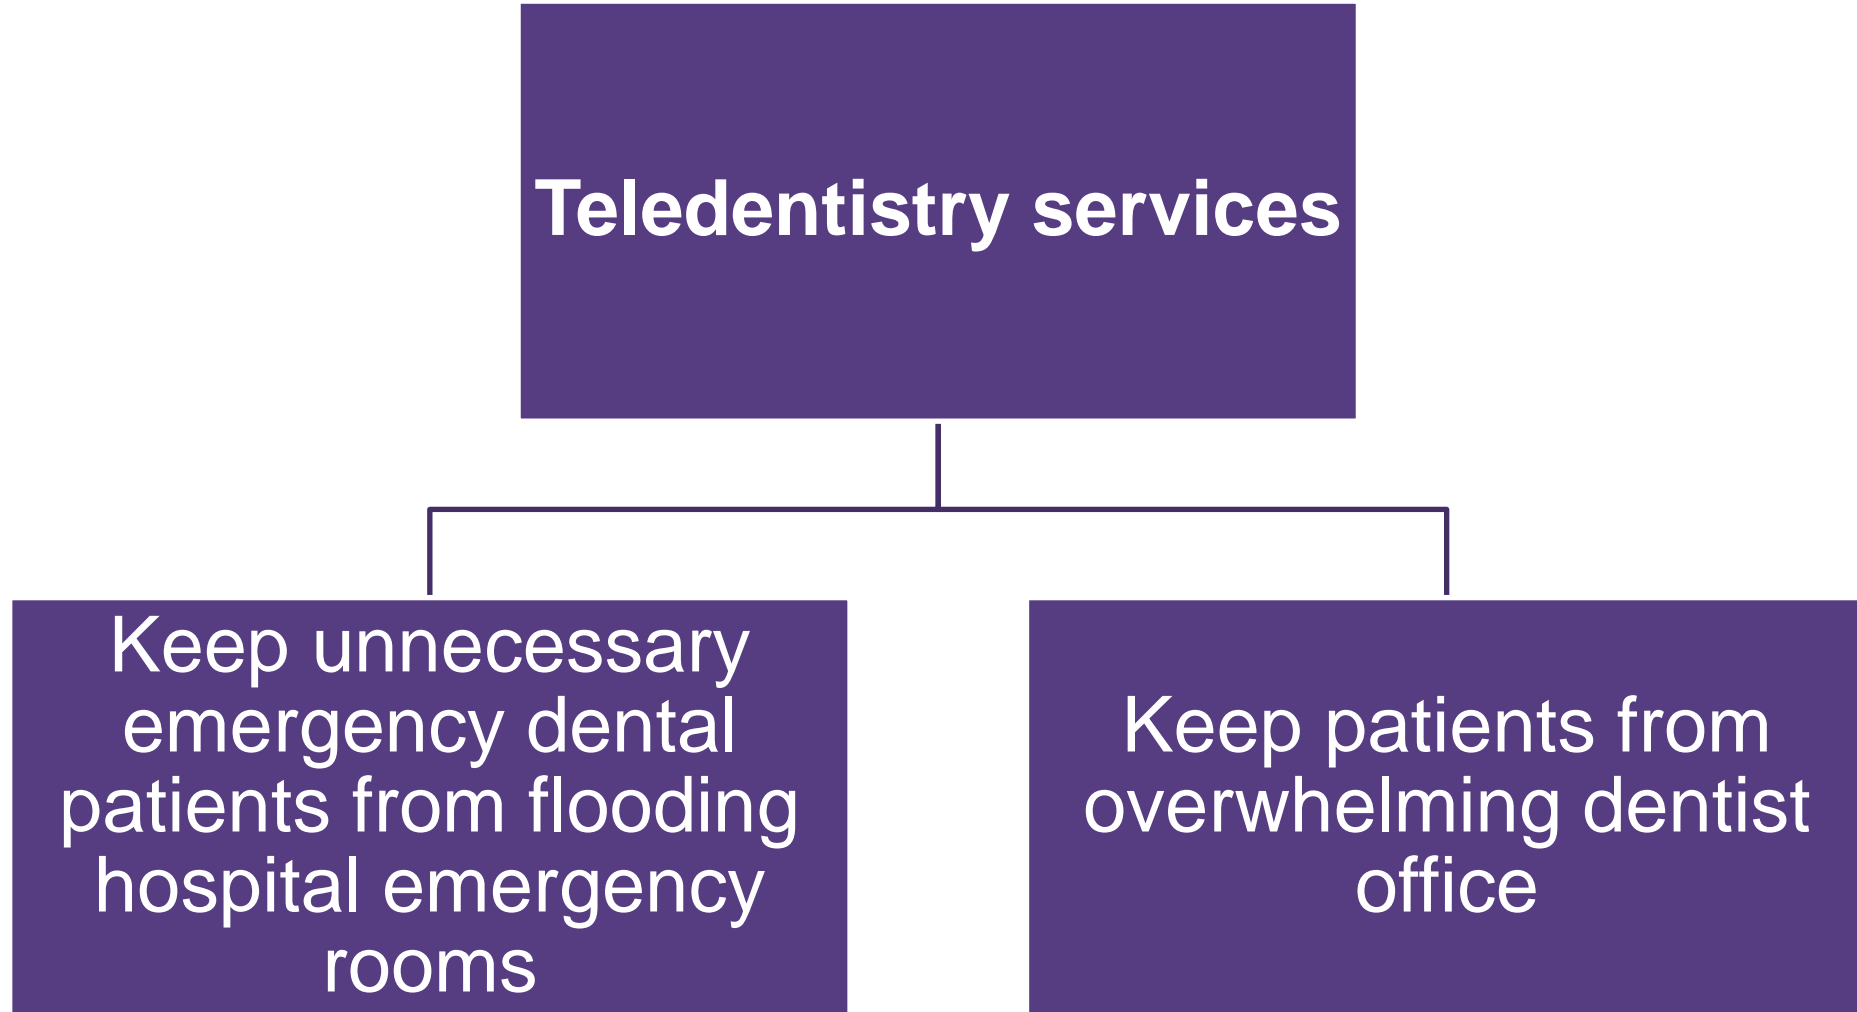 Teledentistry services
Keep unnecessary
emergency dental
patients from flooding
hospital emergency
rooms
Keep patients from
overwhelming dentist
office